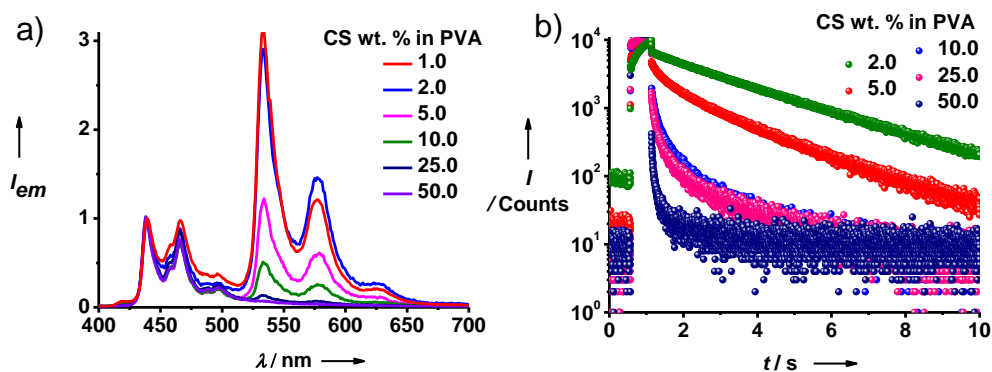 a)
CS wt. % in PVA
1.0
2.0
5.0
10.0
25.0
50.0
3
2
1
0
I_em
400 450 500 550 600 650 700
λ / nm
b)
CS wt. % in PVA
2.0 10.0
5.0 25.0
50.0
10^4
10^3
10^2
10^1
10^0
I
/ Counts
0 2 4 6 8 10
t / s